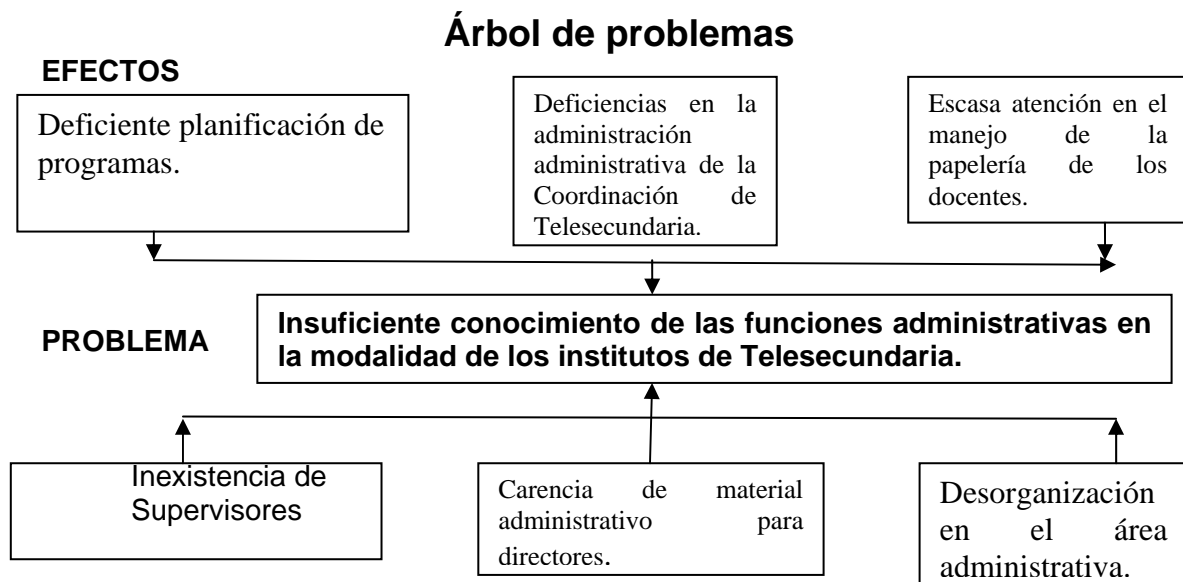 Árbol de problemas
EFECTOS
Deficiente planificación de
programas.
Deficiencias en la
administración
administrativa de la
Coordinación de
Telesecundaria.
Escasa atención en el
manejo de la
papelería de los
docentes.
PROBLEMA
Insuficiente conocimiento de las funciones administrativas en
la modalidad de los institutos de Telesecundaria.
Inexistencia de
Supervisores
Carencia de material
administrativo para
directores.
Desorganización
en el área
administrativa.